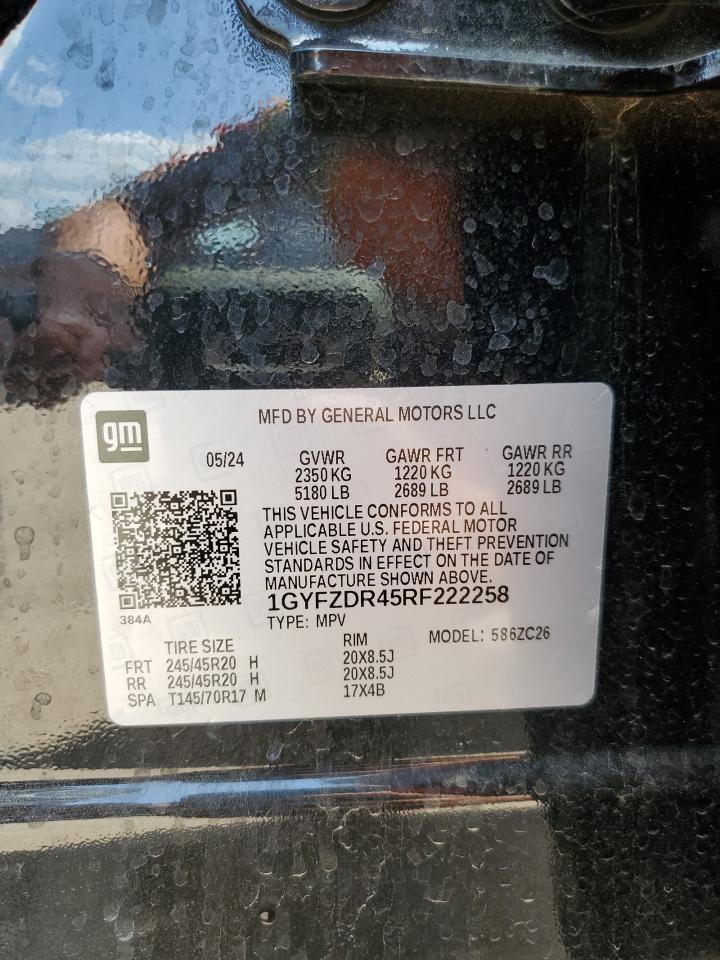 gm
MFD BY GENERAL MOTORS LLC
05/24 GVWR GAWR FRT GAWR RR
2350 KG 1220 KG 1220 KG
5180 LB 2689 LB 2689 LB
THIS VEHICLE CONFORMS TO ALL
APPLICABLE U.S. FEDERAL MOTOR
VEHICLE SAFETY AND THEFT PREVENTION
STANDARDS IN EFFECT ON THE DATE OF
MANUFACTURE SHOWN ABOVE.
1GYFZDR45RF222258
384A
TYPE: MPV
MODEL: 586ZC26
TIRE SIZE RIM
FRT 245/45R20 H 20X8.5J
RR 245/45R20 H 20X8.5J
SPA T145/70R17 M 17X4B